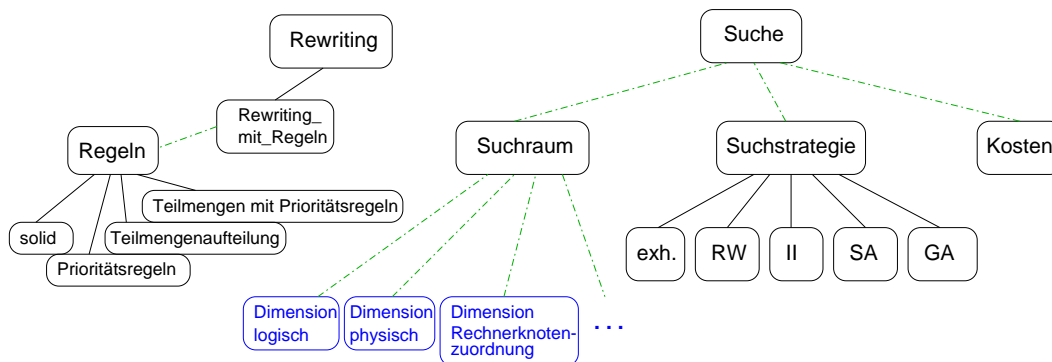 Rewriting
Suche
Rewriting_
mit_Regeln
Regeln
Suchraum
Suchstrategie
Kosten
Teilmengen mit Prioritätsregeln
solid
Teilmengenaufteilung
Prioritätsregeln
exh.
RW
II
SA
GA
Dimension
logisch
Dimension
physisch
Dimension
Rechnerknoten-
zuordnung
...